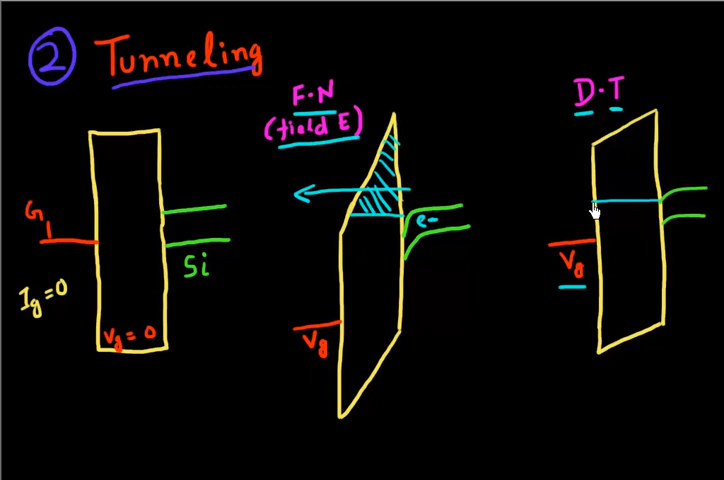 ② Tunneling
F.N
(field E)
D.T
G
Si
e-
Ig=0
Vg = 0
Vg
Vg